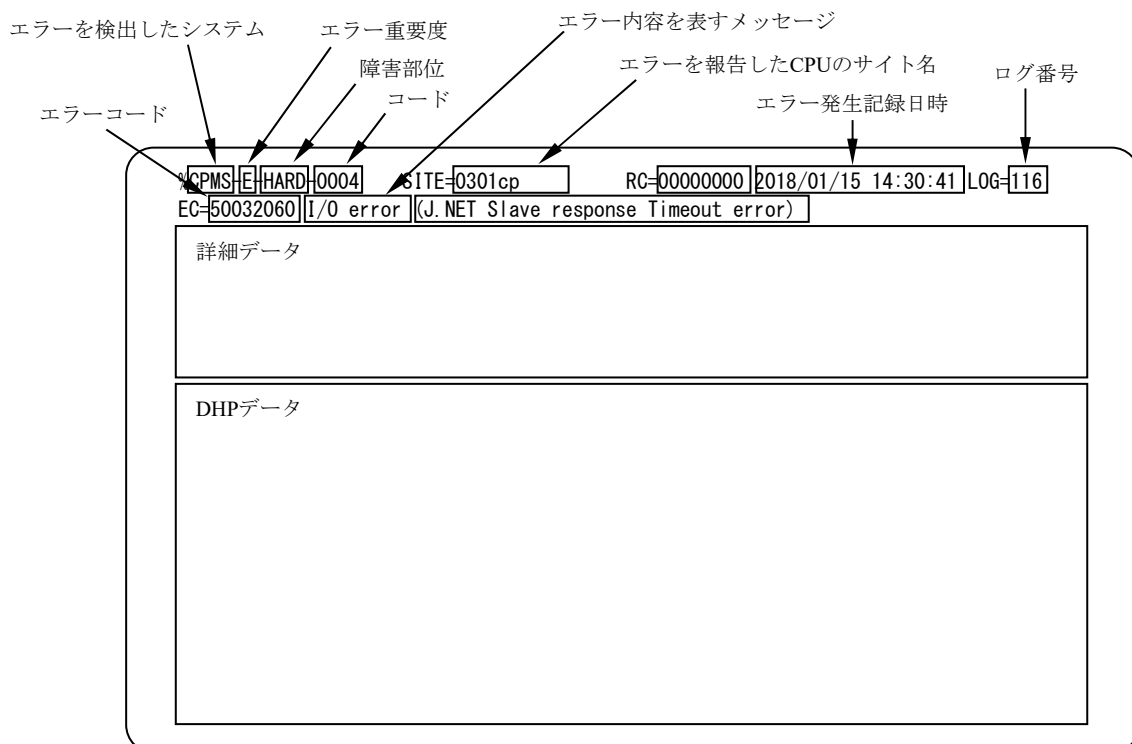 エラーを検出したシステム
エラー重要度
エラー内容を表すメッセージ
障害部位
エラーを報告したCPUのサイト名
ログ番号
エラーコード
コード
エラー発生記録日時
%CPMS-E-HARD-0004 SITE=0301cp RC=00000000 2018/01/15 14:30:41 LOG=116
EC=50032060 I/O error (J.NET Slave response Timeout error)
詳細データ
DHPデータ